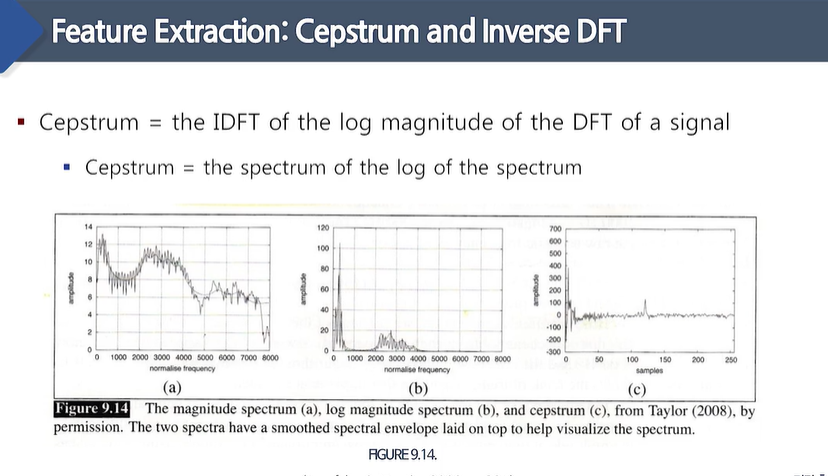 Feature Extraction: Cepstrum and Inverse DFT
Cepstrum = the IDFT of the log magnitude of the DFT of a signal
Cepstrum = the spectrum of the log of the spectrum
14
12
10
8
6
4
2
0
amplitude
0 1000 2000 3000 4000 5000 6000 7000 8000
normalise frequency
(a)
120
100
80
60
40
20
0
amplitude
0 1000 2000 3000 4000 5000 6000 7000 8000
normalise frequency
(b)
700
600
500
400
300
200
100
0
-100
-200
-300
amplitude
0 50 100 150 200 250
samples
(c)
Figure 9.14 The magnitude spectrum (a), log magnitude spectrum (b), and cepstrum (c), from Taylor (2008), by
permission. The two spectra have a smoothed spectral envelope laid on top to help visualize the spectrum.
FIGURE 9.14.